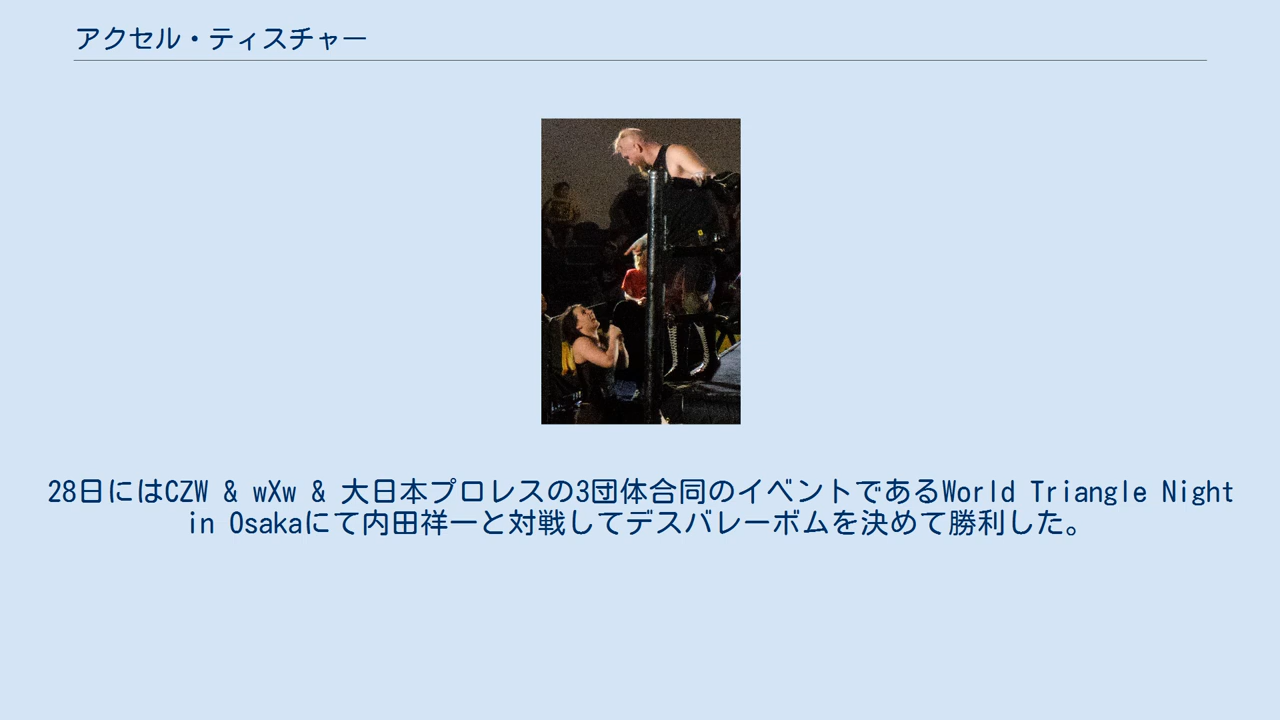 アクセル・ティスチャー
28日にはCZW & wXw & 大日本プロレスの3団体合同のイベントであるWorld Triangle Night
in Osakaにて内田祥一と対戦してデスバレーボムを決めて勝利した。